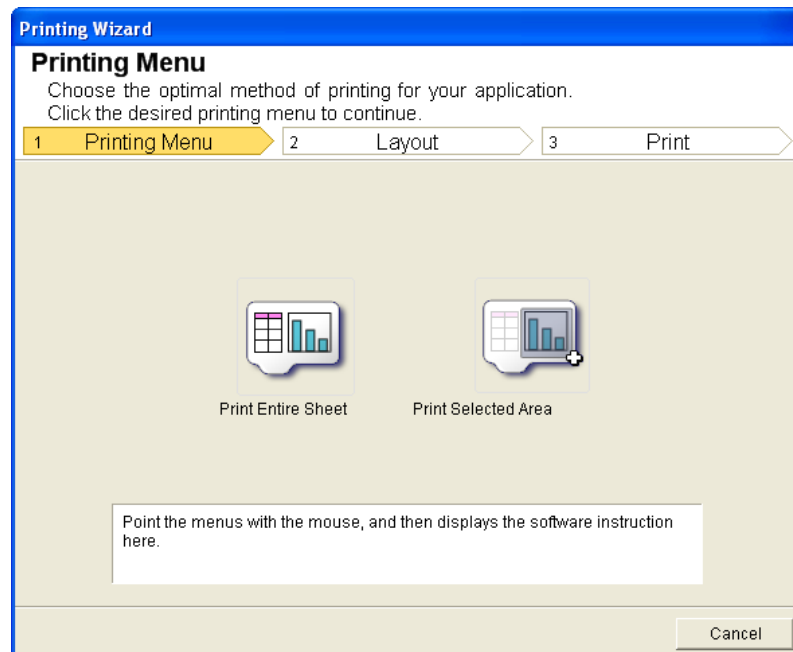 Printing Wizard
Printing Menu
Choose the optimal method of printing for your application.
Click the desired printing menu to continue.
1 Printing Menu 2 Layout 3 Print
Print Entire Sheet Print Selected Area
Point the menus with the mouse, and then displays the software instruction
here.
Cancel